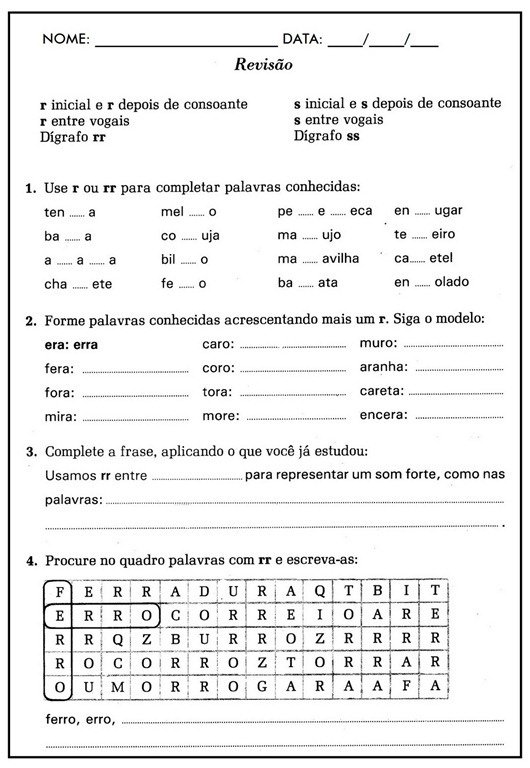 NOME: ____________________ DATA: ____/____/____
Revisão
r inicial e r depois de consoante s inicial e s depois de consoante
r entre vogais s entre vogais
Dígrafo rr Dígrafo ss
1. Use r ou rr para completar palavras conhecidas:
ten ...... a mel ...... o pe ...... e ...... eca en ...... ugar
ba ...... a co ...... uja ma ...... ujo te ...... eiro
a ...... a ...... a bil ...... o ma ...... avilha ca...... etel
cha ...... ete fe ...... o ba ...... ata en ...... olado
2. Forme palavras conhecidas acrescentando mais um r. Siga o modelo:
era: erra caro: ...................... muro: ......................
fera: ...................... coro: ...................... aranha: ......................
fora: ...................... tora: ...................... careta: ......................
mira: ...................... more: ...................... encera: ......................
3. Complete a frase, aplicando o que você já estudou:
Usamos rr entre ...................... para representar um som forte, como nas
palavras: ......................
...................... .
4. Procure no quadro palavras com rr e escreva-as:
F E R R A D U R A Q T B I T
E R R O C O R R E I O A R E
R R Q Z B U R R O Z R R R R
R O C O R R O Z T O R R A R
O U M O R R O G A R A A F A
ferro, erro, ......................
......................